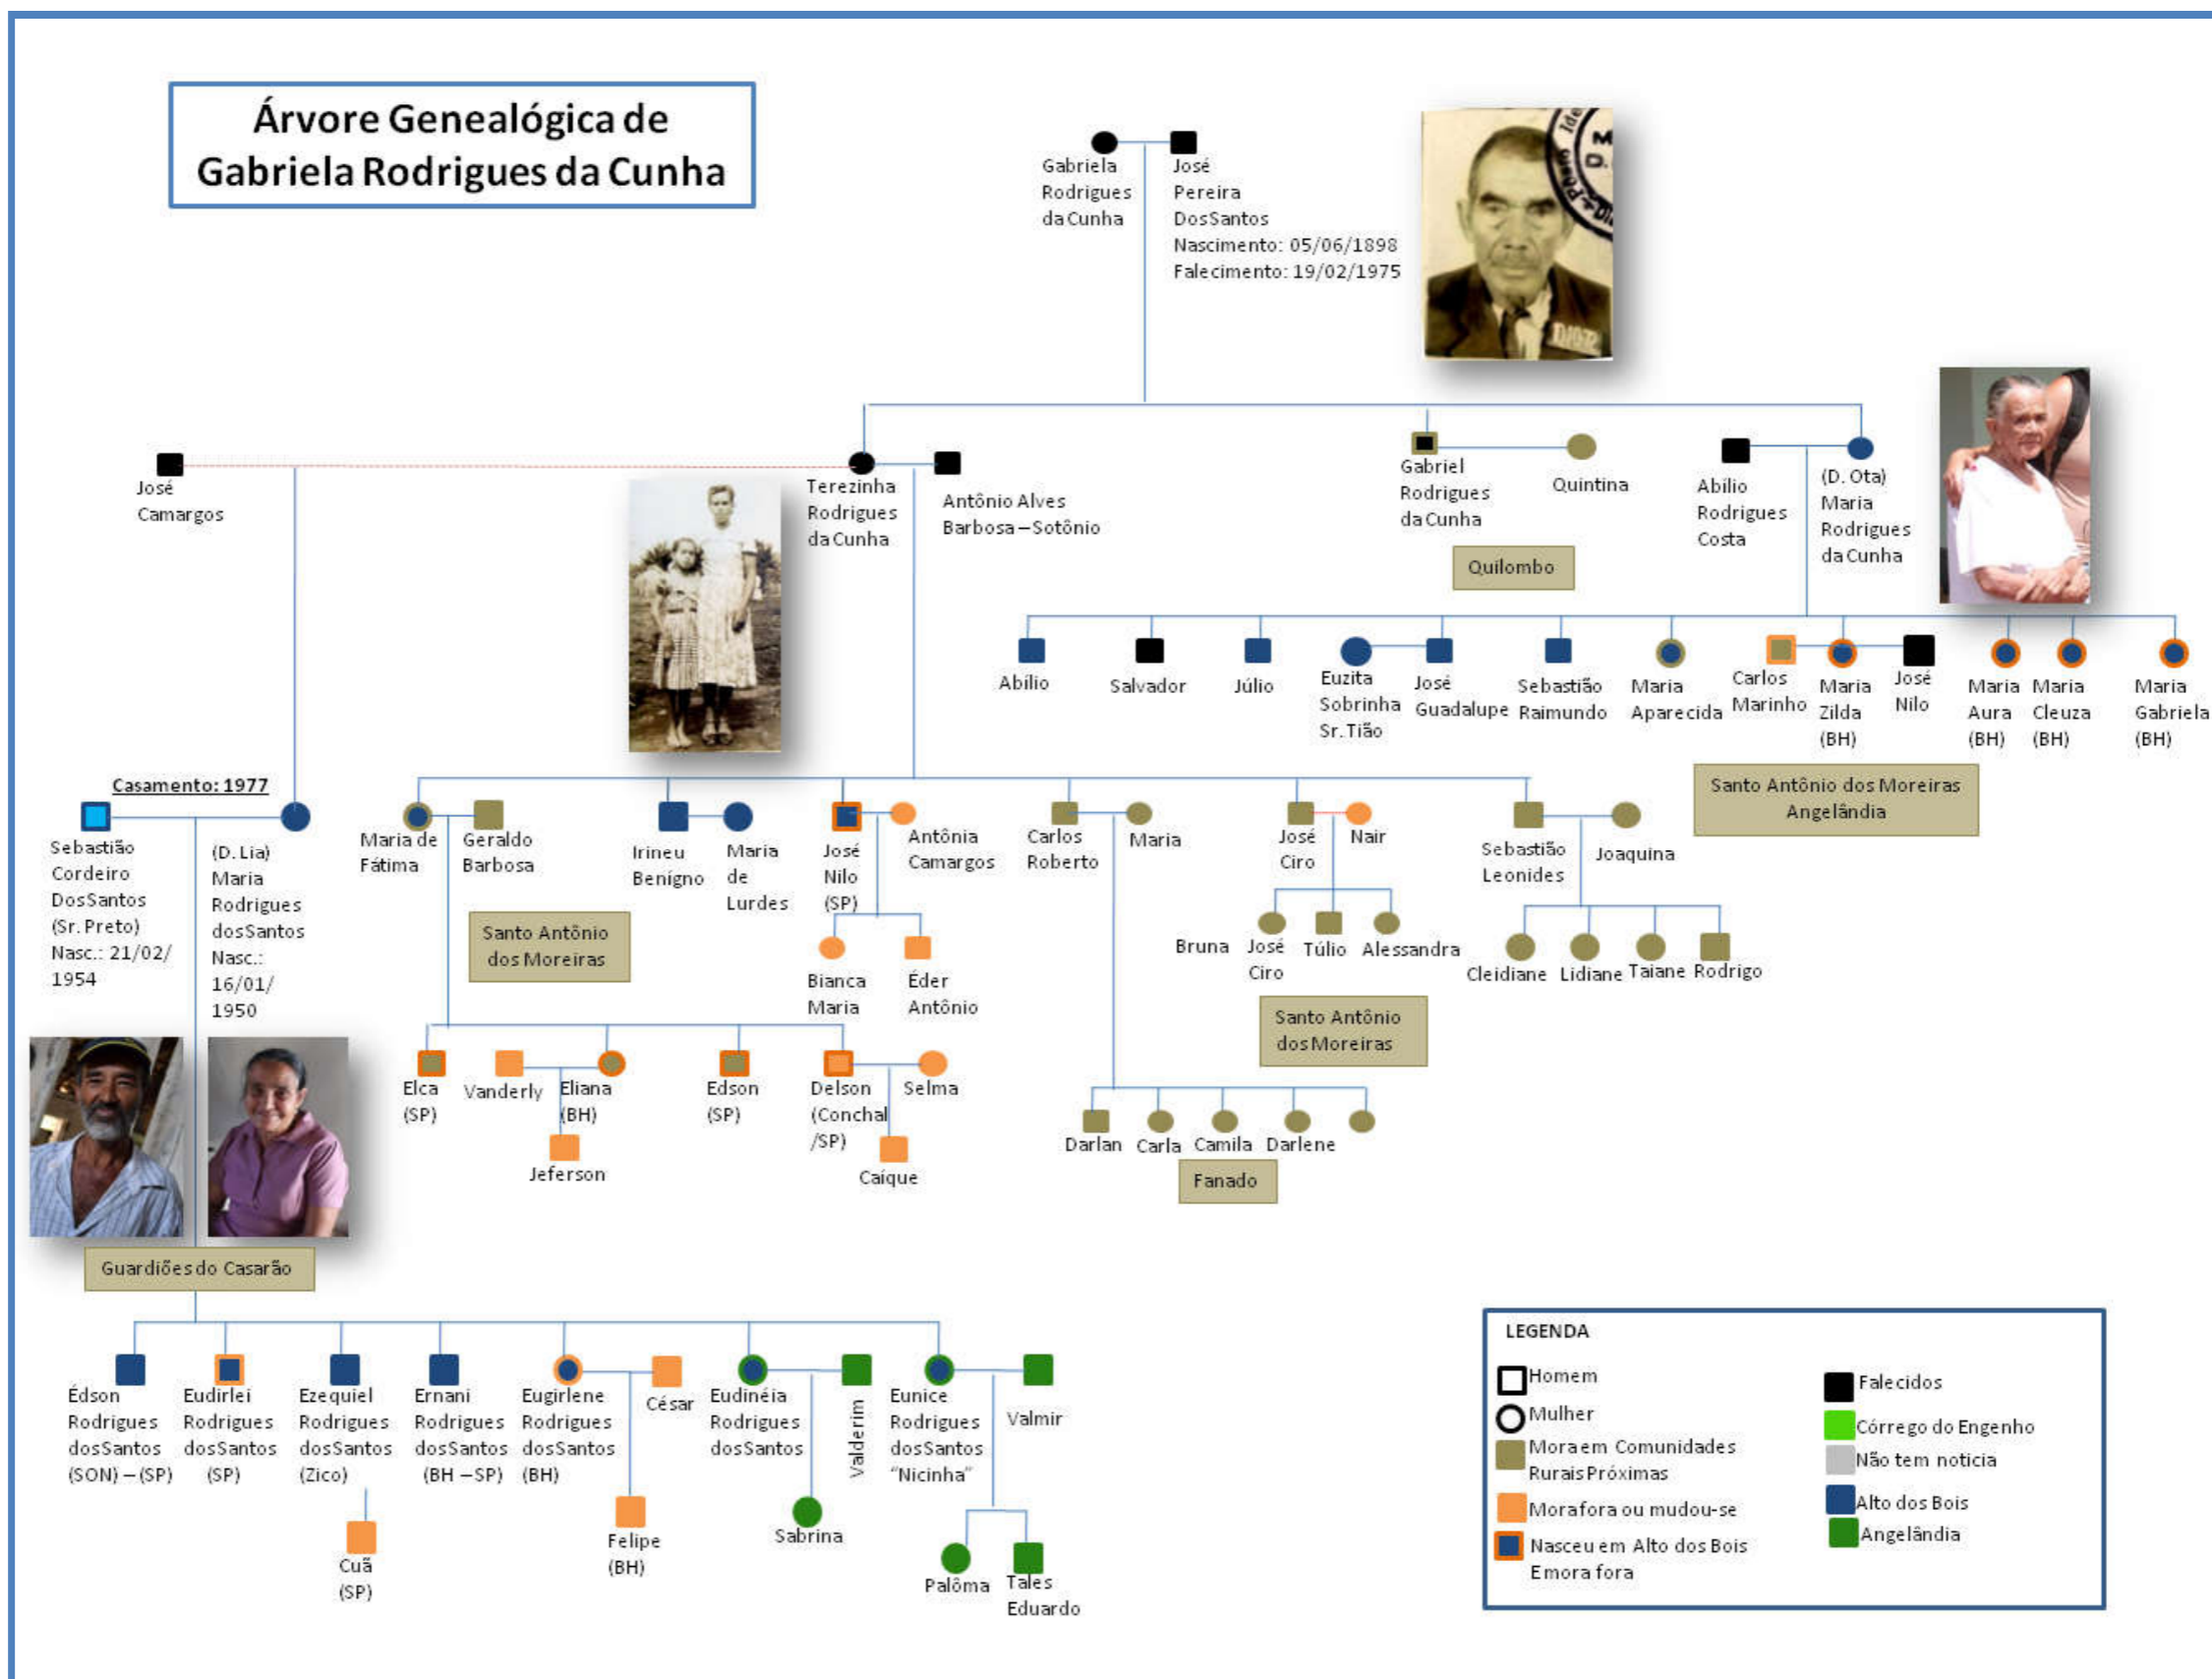 Árvore Genealógica de
Gabriela Rodrigues da Cunha
Gabriela
Rodrigues
da Cunha
José
Pereira
Dos Santos
Nascimento: 05/06/1898
Falecimento: 19/02/1975
José
Camargos
Terezinha
Rodrigues
da Cunha
Antônio Alves
Barbosa – Sotônio
Gabriel
Rodrigues
da Cunha
Quintina
Quilombo
Abílio
Rodrigues
Costa
(D. Ota)
Maria
Rodrigues
da Cunha
Abílio
Salvador
Júlio
Euzita
Sobrinha
Sr. Tião
José
Guadalupe
Sebastião
Raimundo
Maria
Aparecida
Carlos
Marinho
Maria
Zilda
(BH)
José
Nilo
Maria
Aura
(BH)
Maria
Cleuza
(BH)
Maria
Gabriela
(BH)
Santo Antônio dos Moreiras
Angelândia
Casamento: 1977
Sebastião
Cordeiro
Dos Santos
(Sr. Preto)
Nasc.: 21/02/
1954
(D. Lia)
Maria
Rodrigues
dos Santos
Nasc.:
16/01/
1950
Maria de
Fátima
Geraldo
Barbosa
Irineu
Benígno
Maria
de
Lurdes
José
Nilo
(SP)
Antônia
Camargos
Carlos
Roberto
Maria
José
Ciro
Nair
Sebastião
Leonides
Joaquina
Santo Antônio
dos Moreiras
Bianca
Maria
Éder
Antônio
Bruna
José
Ciro
Túlio
Alessandra
Cleidiane
Lidiane
Taiane
Rodrigo
Santo Antônio
dos Moreiras
Elca
(SP)
Vanderly
Eliana
(BH)
Edson
(SP)
Delson
(Conchal
/SP)
Selma
Jeferson
Caíque
Darlan
Carla
Camila
Darlene
Fanado
Guardiões do Casarão
Édson
Rodrigues
dos Santos
(SON) – (SP)
Eudirlei
Rodrigues
dos Santos
(SP)
Ezequiel
Rodrigues
dos Santos
(Zico)
Ernani
Rodrigues
dos Santos
(BH – SP)
Eugirlene
Rodrigues
dos Santos
(BH)
César
Eudinéia
Rodrigues
dos Santos
Valderim
Eunice
Rodrigues
dos Santos
"Nicinha"
Valmir
Cuã
(SP)
Felipe
(BH)
Sabrina
Palôma
Tales
Eduardo
LEGENDA
Homem
Mulher
Mora em Comunidades
Rurais Próximas
Mora fora ou mudou-se
Nasceu em Alto dos Bois
E mora fora
Falecidos
Córrego do Engenho
Não tem noticia
Alto dos Bois
Angelândia